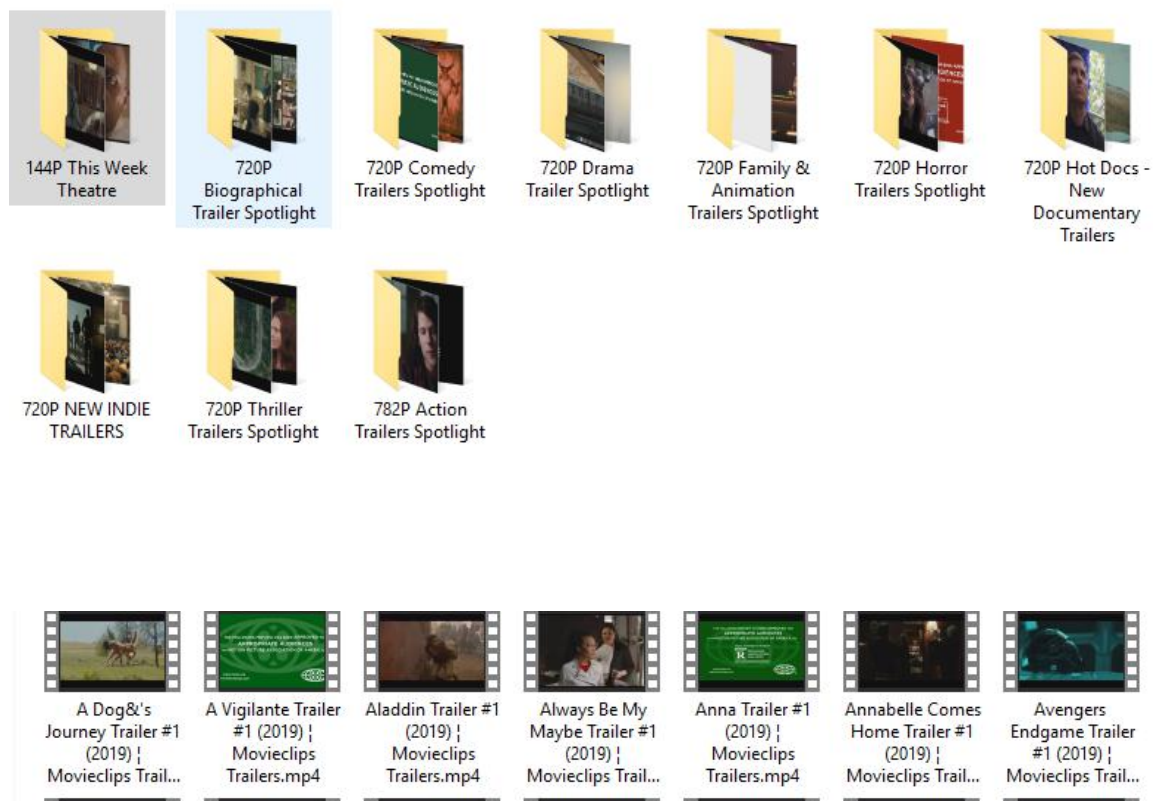 144P This Week
Theatre
720P
Biographical
Trailer Spotlight
720P Comedy
Trailers Spotlight
720P Drama
Trailer Spotlight
720P Family &
Animation
Trailers Spotlight
720P Horror
Trailers Spotlight
720P Hot Docs -
New
Documentary
Trailers
720P NEW INDIE
TRAILERS
720P Thriller
Trailers Spotlight
782P Action
Trailers Spotlight
A Dog&'s
Journey Trailer #1
(2019) ¦
Movieclips Trail...
A Vigilante Trailer
#1 (2019) ¦
Movieclips
Trailers.mp4
Aladdin Trailer #1
(2019) ¦
Movieclips
Trailers.mp4
Always Be My
Maybe Trailer #1
(2019) ¦
Movieclips Trail...
Anna Trailer #1
(2019) ¦
Movieclips
Trailers.mp4
Annabelle Comes
Home Trailer #1
(2019) ¦
Movieclips Trail...
Avengers
Endgame Trailer
#1 (2019) ¦
Movieclips Trail...